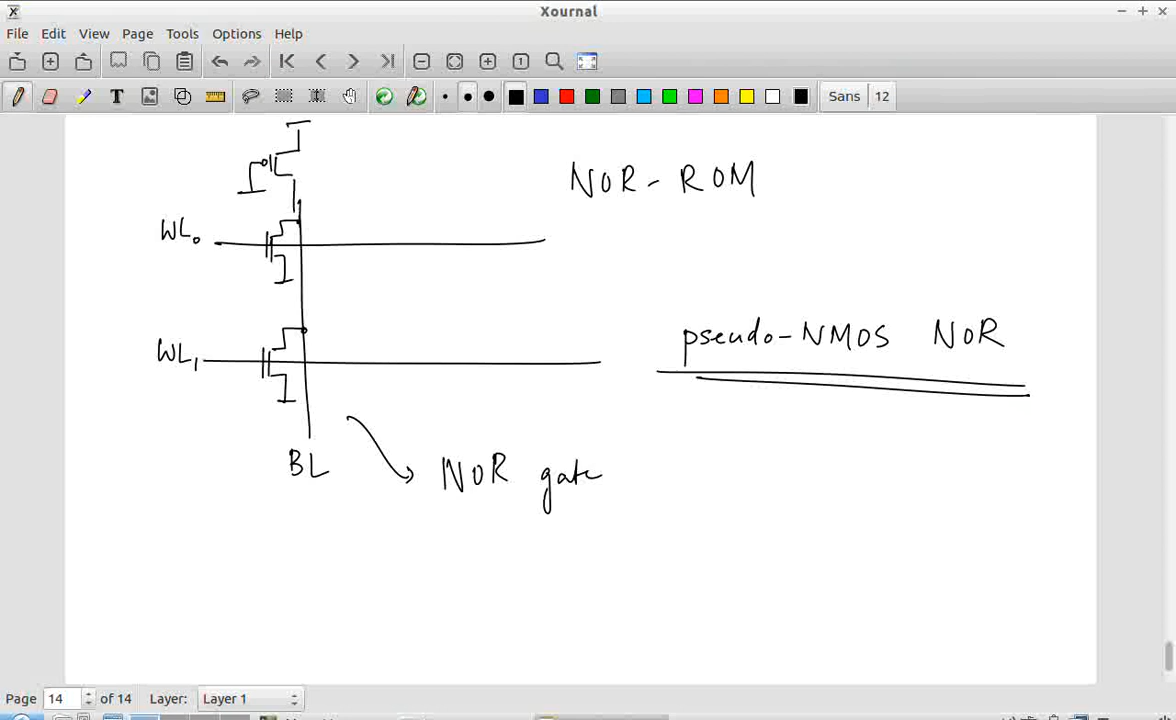 Xournal
File Edit View Page Tools Options Help
Sans 12
NOR-ROM
WL0
pseudo-NMOS NOR
WL1
BL
NOR gate
Page 14 of 14 Layer: Layer 1